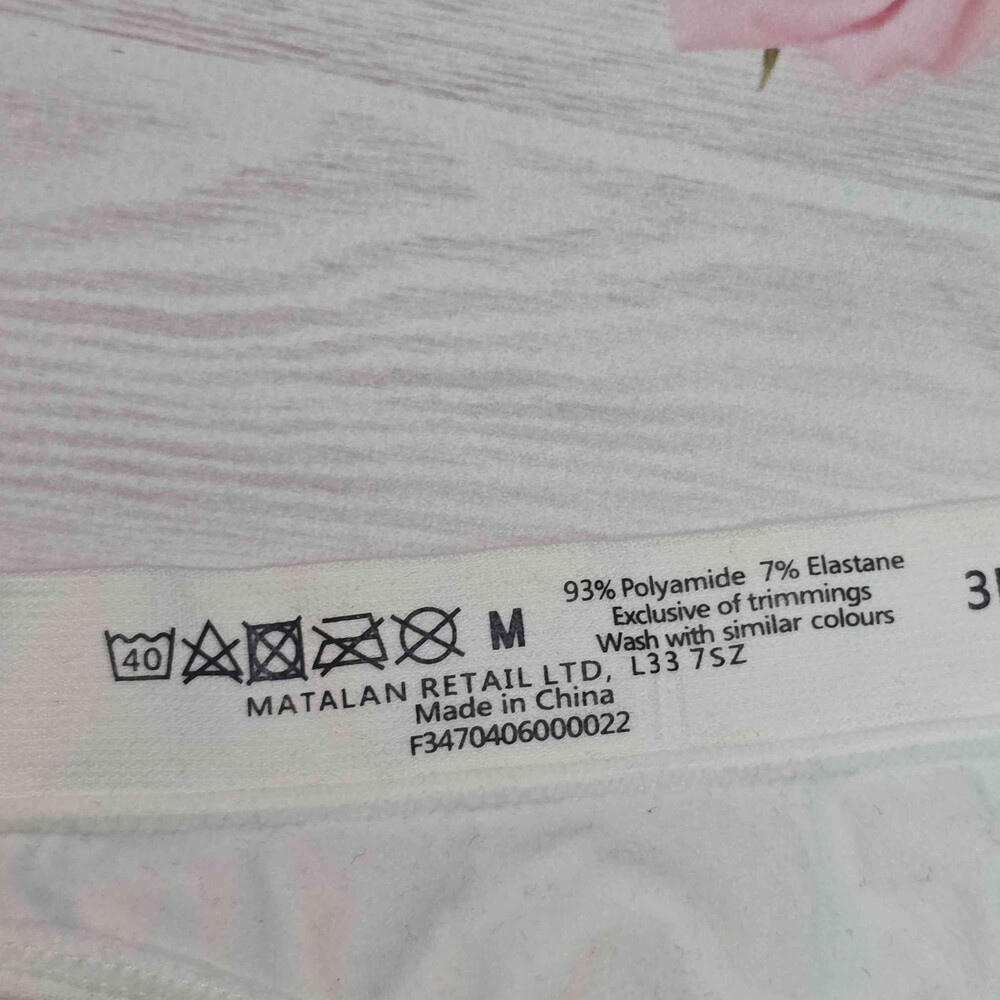 93% Polyamide 7% Elastane
Exclusive of trimmings
Wash with similar colours
40 M
MATALAN RETAIL LTD, L33 7SZ
Made in China
F3470406000022
3